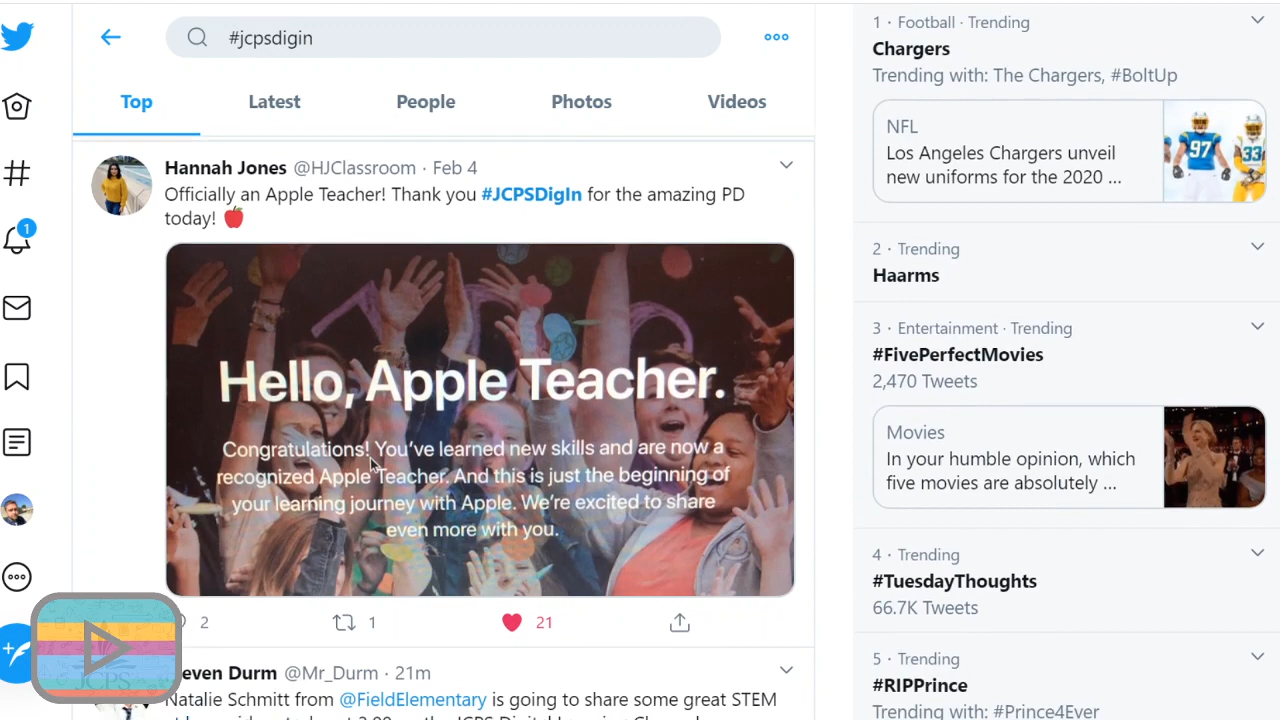 #jcpsdigin
Top
Latest
People
Photos
Videos
Hannah Jones @HJClassroom · Feb 4
Officially an Apple Teacher! Thank you #JCPSDigIn for the amazing PD
today!
Hello, Apple Teacher.
Congratulations! You've learned new skills and are now a
recognized Apple Teacher. And this is just the beginning of
your learning journey with Apple. We're excited to share
even more with you.
2
1
21
even Durm @Mr_Durm · 21m
Natalie Schmitt from @FieldElementary is going to share some great STEM
1
JCPS
1 · Football · Trending
Chargers
Trending with: The Chargers, #BoltUp
NFL
Los Angeles Chargers unveil
new uniforms for the 2020 ...
2 · Trending
Haarms
3 · Entertainment · Trending
#FivePerfectMovies
2,470 Tweets
Movies
In your humble opinion, which
five movies are absolutely ...
4 · Trending
#TuesdayThoughts
66.7K Tweets
5 · Trending
#RIPPrince
Trending with: #Prince4Ever